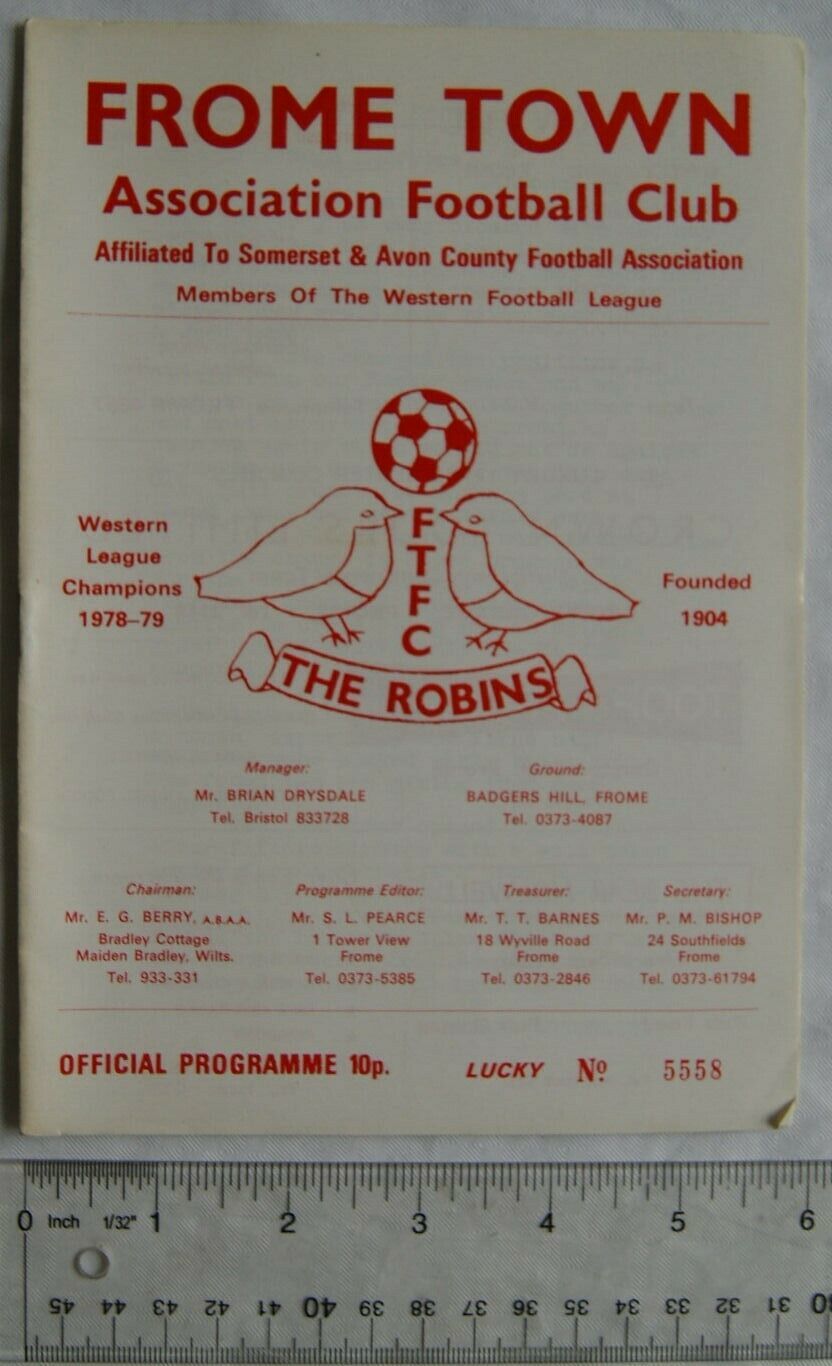 FROME TOWN
Association Football Club
Affiliated To Somerset & Avon County Football Association
Members Of The Western Football League
Western
League
Champions
1978-79
F
T
F
C
THE ROBINS
Founded
1904
Manager:
Mr. BRIAN DRYSDALE
Tel. Bristol 833728
Ground:
BADGERS HILL, FROME
Tel. 0373-4087
Chairman:
Mr. E. G. BERRY, A.B.A.A.
Bradley Cottage
Maiden Bradley, Wilts.
Tel. 933-331
Programme Editor:
Mr. S. L. PEARCE
1 Tower View
Frome
Tel. 0373-5385
Treasurer:
Mr. T. T. BARNES
18 Wyville Road
Frome
Tel. 0373-2846
Secretary:
Mr. P. M. BISHOP
24 Southfields
Frome
Tel. 0373-61794
OFFICIAL PROGRAMME 10p. LUCKY Nº 5558
0 Inch 1/32" 1 2 3 4 5 6
45 44 43 42 41 40 39 38 37 36 35 34 33 32 31 30